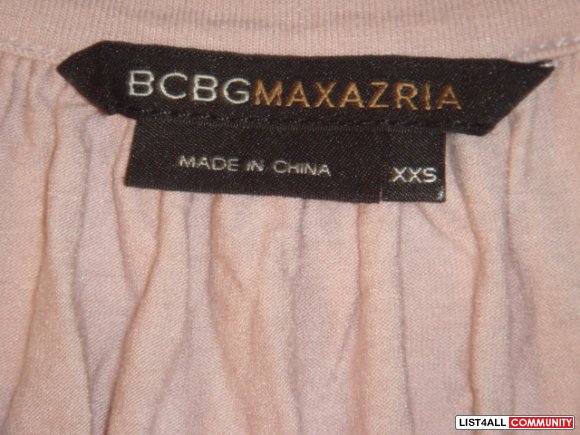 BCBGMAXAZRIA
MADE IN CHINA XXS
LIST4ALL COMMUNITY